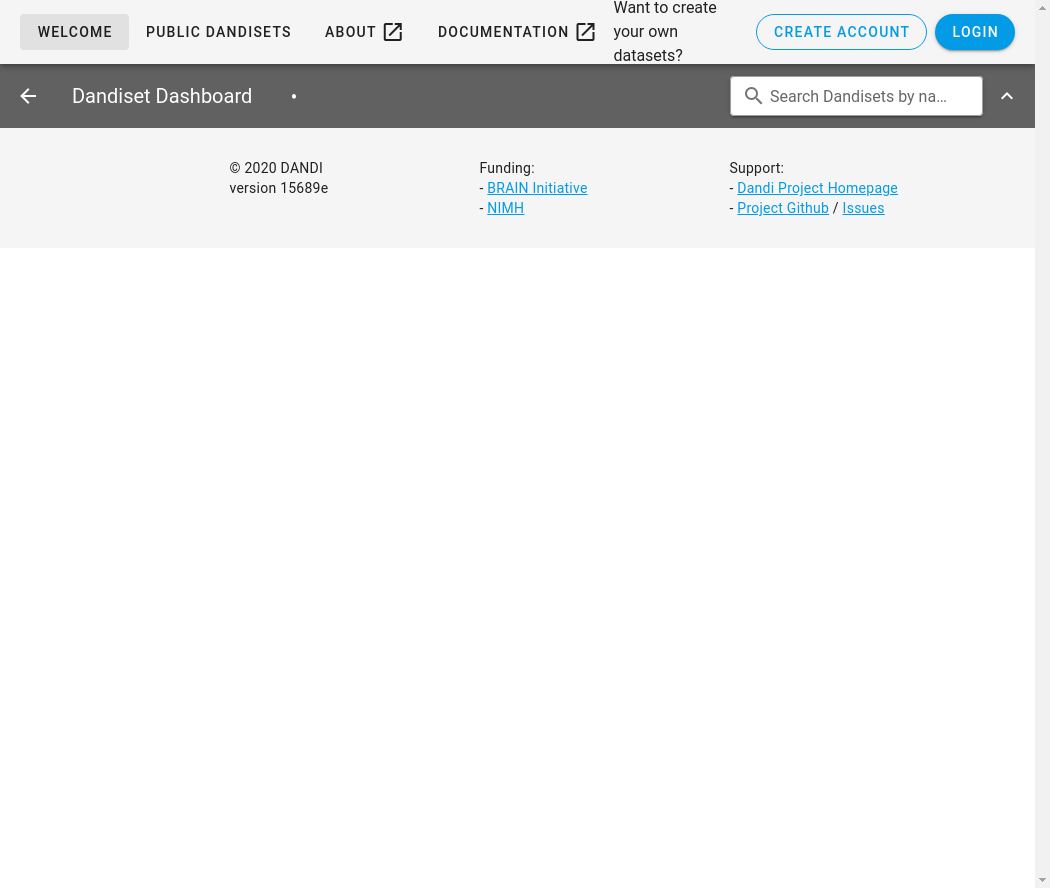 WELCOME
PUBLIC DANDISETS
ABOUT
DOCUMENTATION
Want to create
your own
datasets?
CREATE ACCOUNT
LOGIN
Dandiset Dashboard
•
Search Dandisets by na…
© 2020 DANDI
version 15689e
Funding:
- BRAIN Initiative
- NIMH
Support:
- Dandi Project Homepage
- Project Github / Issues